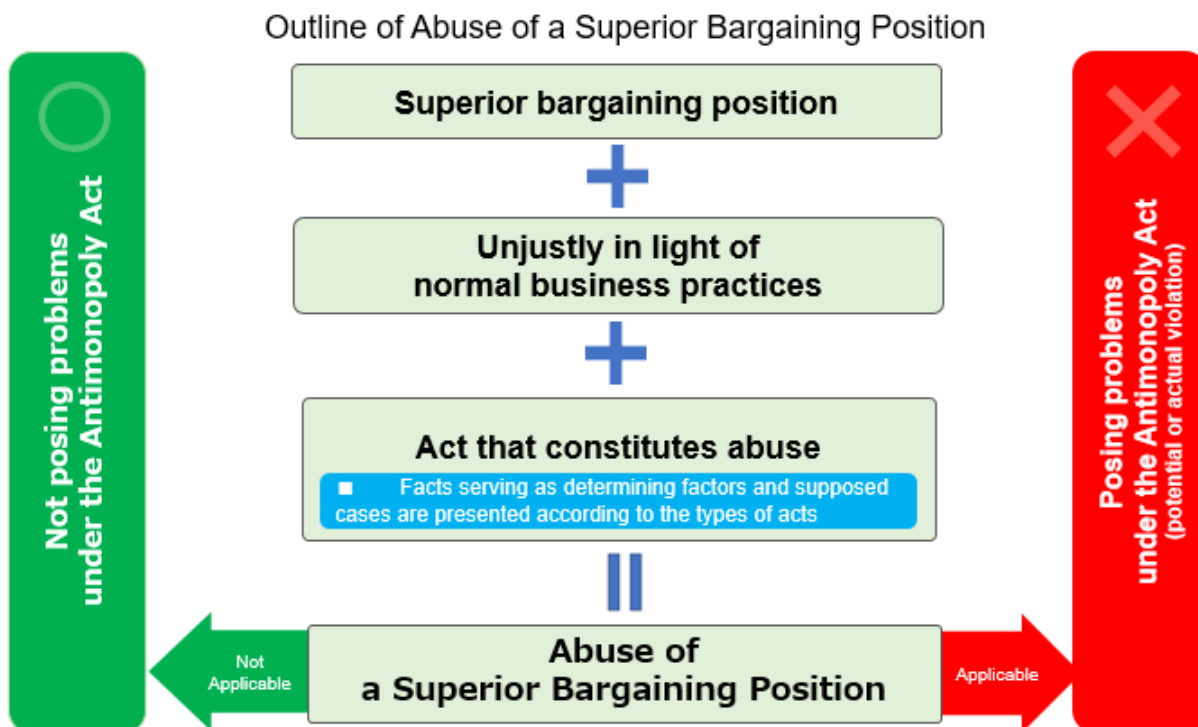 Outline of Abuse of a Superior Bargaining Position
Not posing problems
under the Antimonopoly Act
Superior bargaining position
Unjustly in light of
normal business practices
Act that constitutes abuse
■ Facts serving as determining factors and supposed
cases are presented according to the types of acts
Abuse of
a Superior Bargaining Position
Not
Applicable
Applicable
Posing problems
under the Antimonopoly Act
(potential or actual violation)